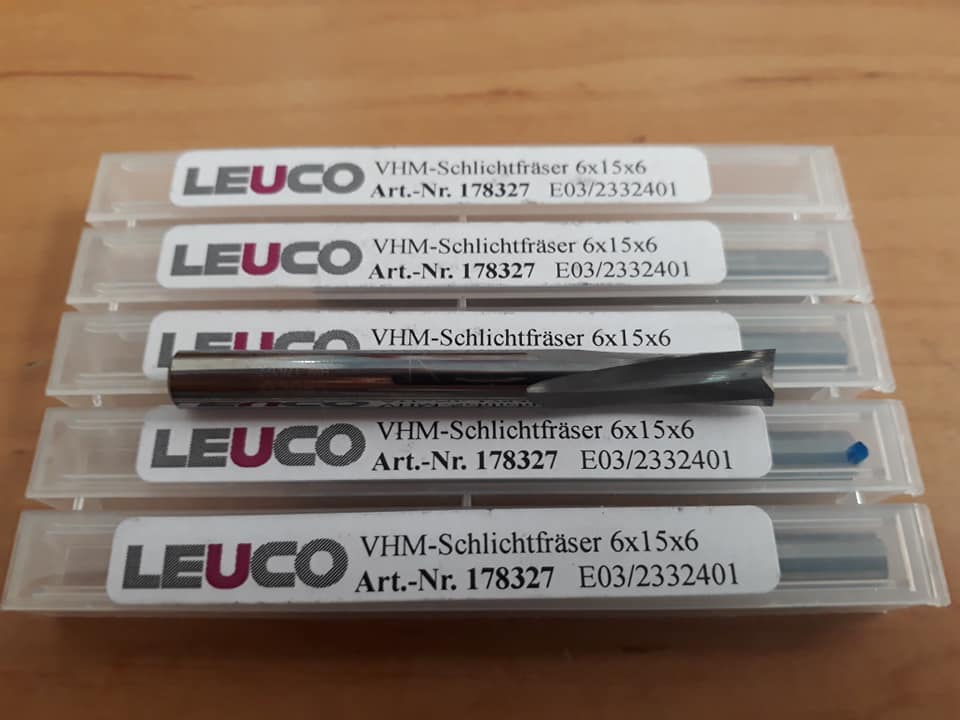 LEUCO
VHM-Schlichtfräser 6x15x6
Art.-Nr. 178327 E03/2332401
LEUCO
VHM-Schlichtfräser 6x15x6
Art.-Nr. 178327 E03/2332401
LEUCO
VHM-Schlichtfräser 6x15x6
LEUCO
VHM-Schlichtfräser 6x15x6
Art.-Nr. 178327 E03/2332401
LEUCO
VHM-Schlichtfräser 6x15x6
Art.-Nr. 178327 E03/2332401